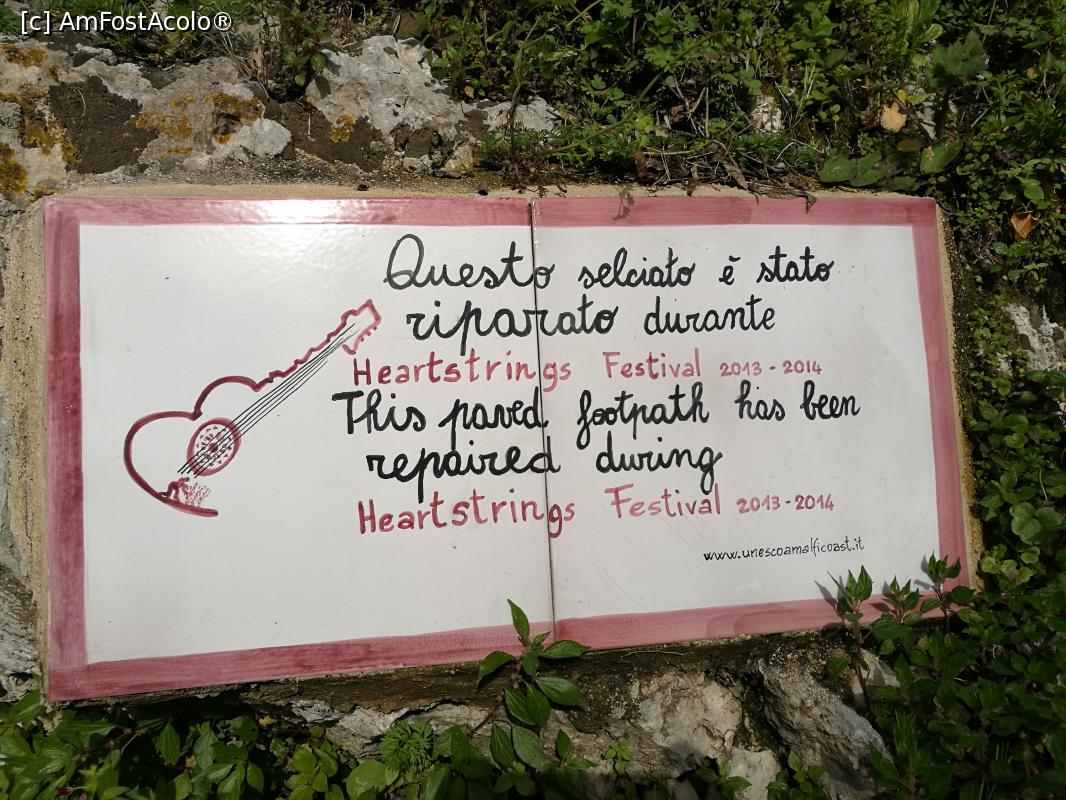 [c] AmFostAcolo®
Questo selciato è stato
riparato durante
Heartstrings Festival 2013-2014
This paved footpath has been
repaired during
Heartstrings Festival 2013-2014
www.unescoamalficoast.it